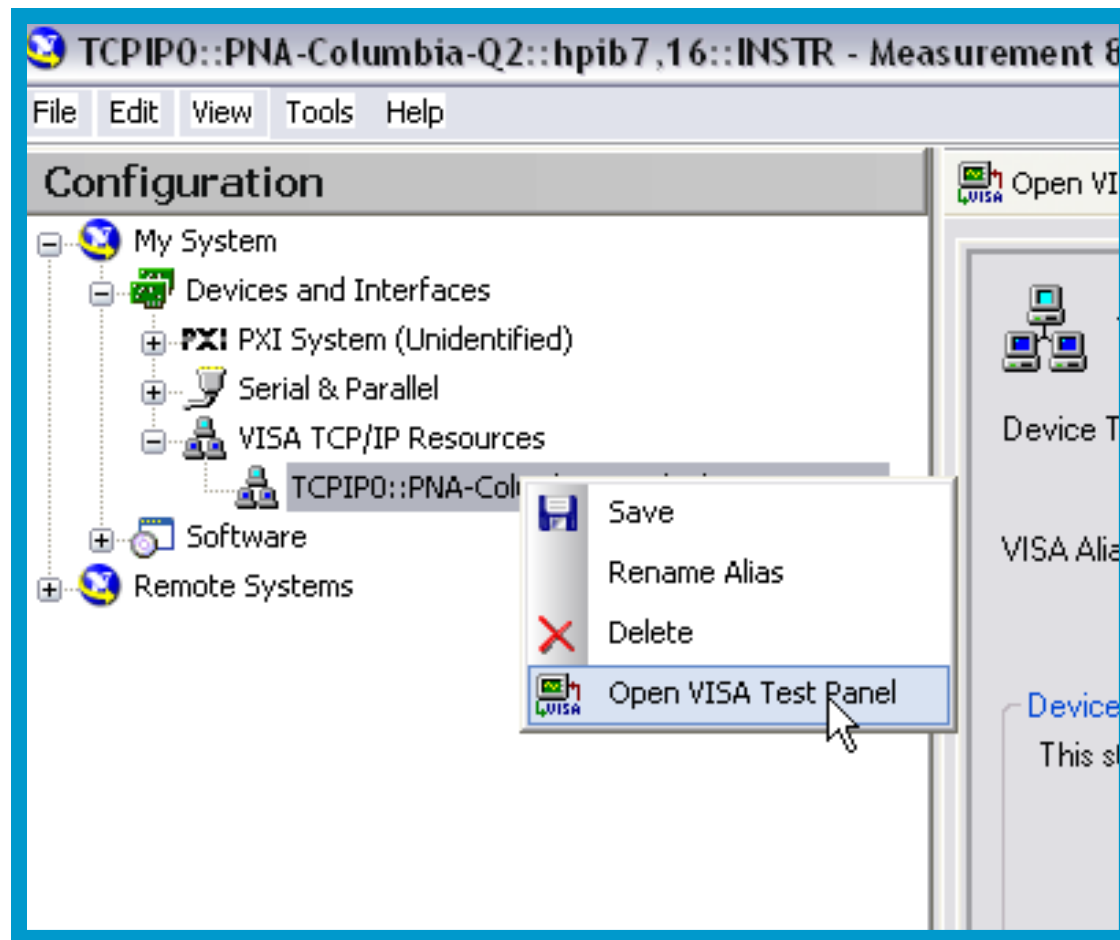 TCPIP0::PNA-Columbia-Q2::hpib7,16::INSTR - Measurement &
File Edit View Tools Help
Configuration
Open VI
My System
Devices and Interfaces
PXI PXI System (Unidentified)
Serial & Parallel
VISA TCP/IP Resources
TCPIP0::PNA-Col
Software
Remote Systems
Save
Rename Alias
Delete
VISA Open VISA Test Panel
VISA
Device T
VISA Alia
Device
This s